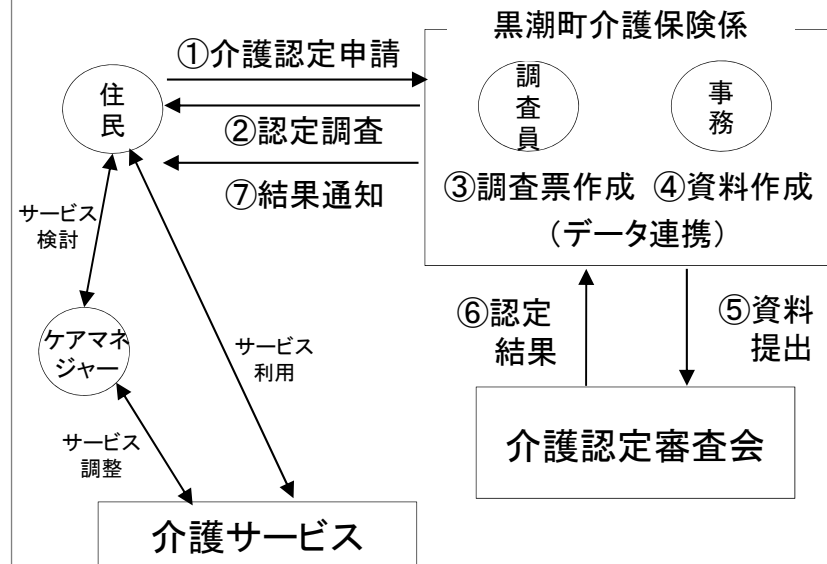 黒潮町介護保険係
①介護認定申請
住
民
調
査
員
事
務
②認定調査
⑦結果通知
③調査票作成 ④資料作成
(データ連携)
サービス
検討
⑥認定
結果
⑤資料
提出
ケアマネ
ジャー
サービス
利用
サービス
調整
介護認定審査会
介護サービス